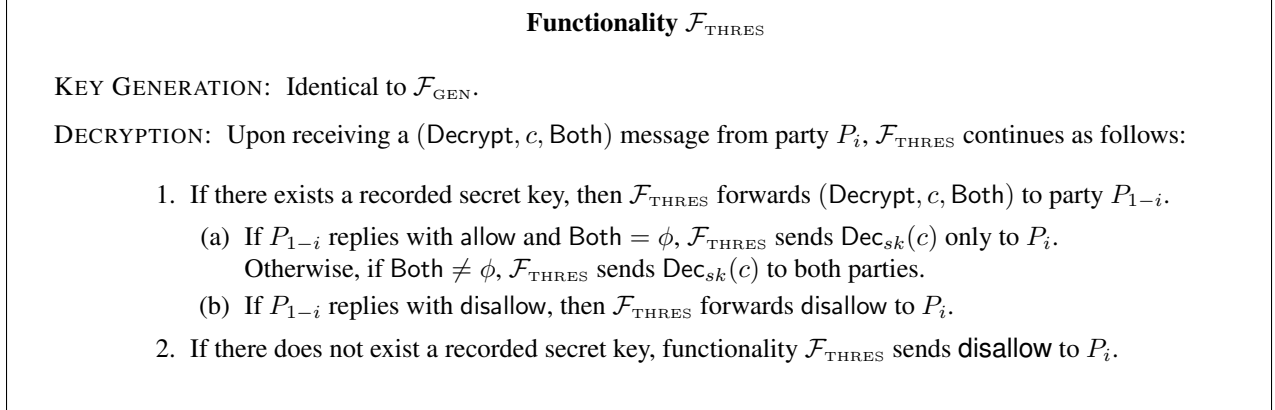 Functionality F_THRES
KEY GENERATION: Identical to F_GEN.
DECRYPTION: Upon receiving a (Decrypt, c, Both) message from party P_i, F_THRES continues as follows:
1. If there exists a recorded secret key, then F_THRES forwards (Decrypt, c, Both) to party P_{1−i}.
(a) If P_{1−i} replies with allow and Both = ϕ, F_THRES sends Dec_{sk}(c) only to P_i.
Otherwise, if Both ≠ ϕ, F_THRES sends Dec_{sk}(c) to both parties.
(b) If P_{1−i} replies with disallow, then F_THRES forwards disallow to P_i.
2. If there does not exist a recorded secret key, functionality F_THRES sends disallow to P_i.